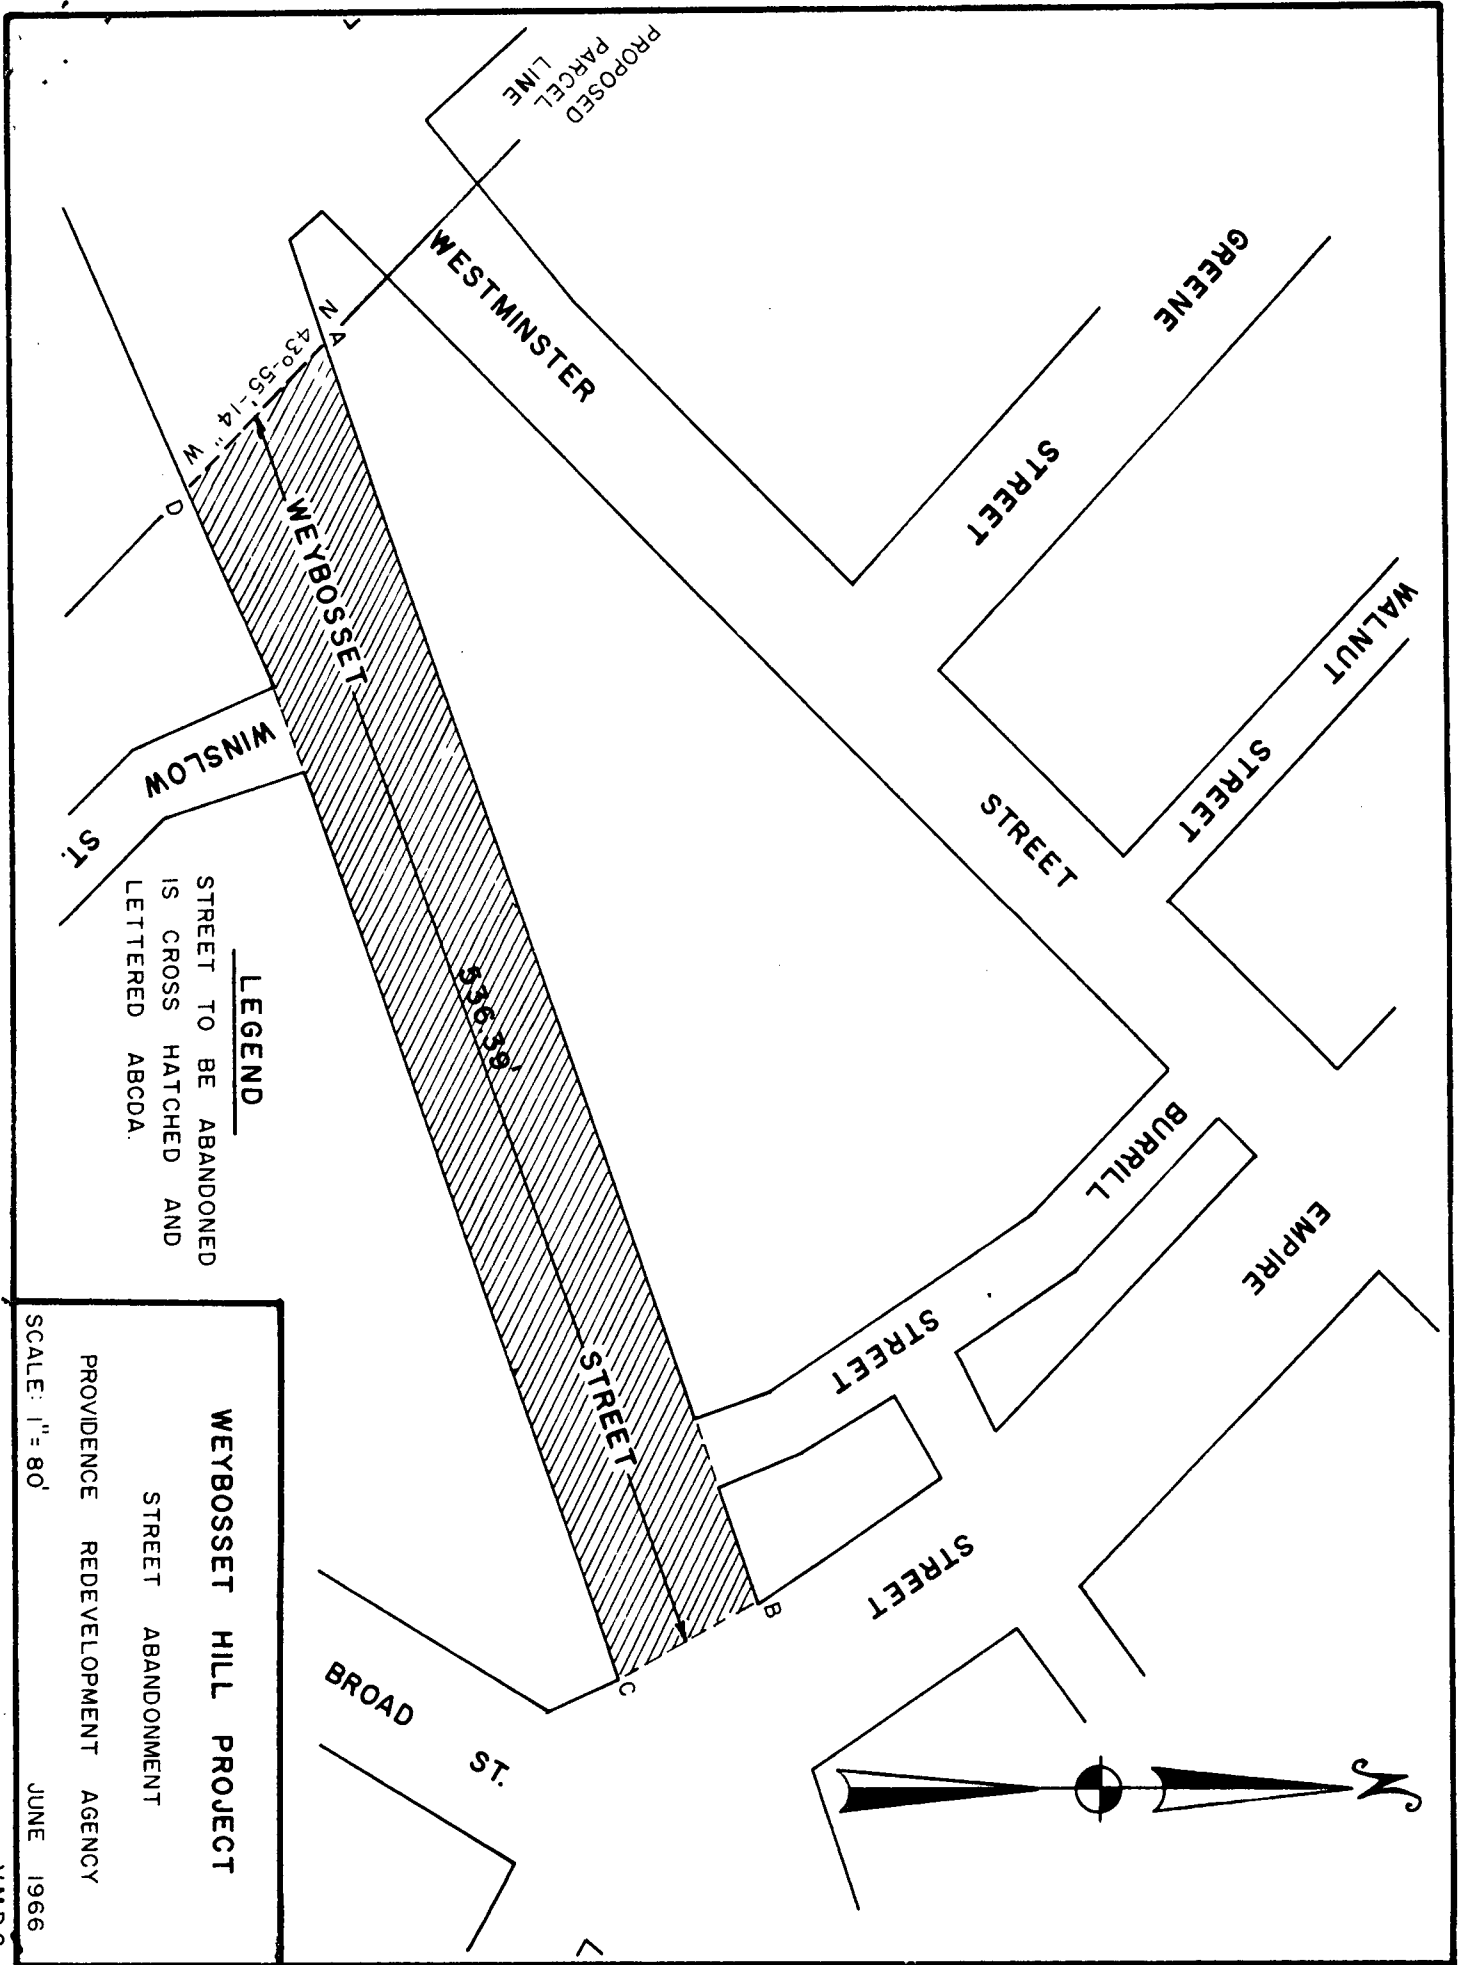 PROPOSED
PARCEL
LINE
GREENE
STREET
WALNUT
STREET
WESTMINSTER
STREET
N 43°-55'-14" W
A
B
C
D
WEYBOSSET
STREET
536.39'
WINSLOW
ST.
BURRILL
STREET
EMPIRE
STREET
BROAD
ST.
N
LEGEND
STREET TO BE ABANDONED
IS CROSS HATCHED AND
LETTERED ABCDA.
WEYBOSSET HILL PROJECT
STREET ABANDONMENT
PROVIDENCE REDEVELOPMENT AGENCY
SCALE: 1"=80' JUNE 1966